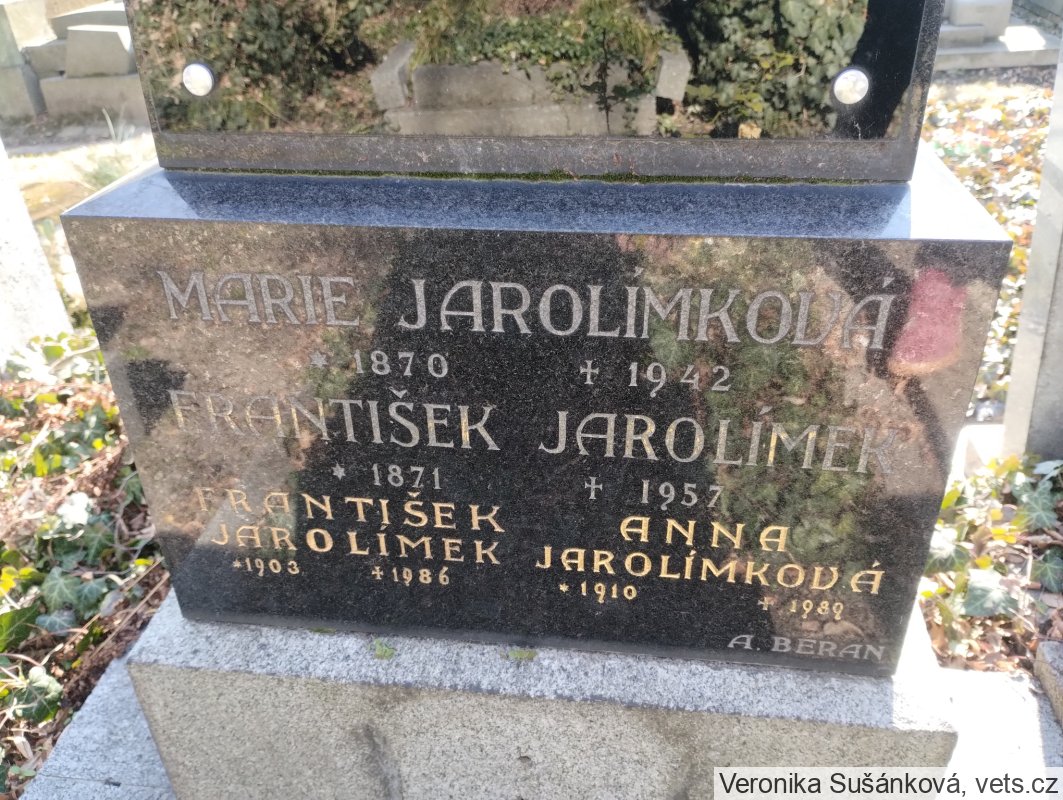 MARIE JAROLÍMKOVÁ
* 1870 ✝ 1942
FRANTIŠEK JAROLÍMEK
* 1871 ✝ 1957
FRANTIŠEK
JAROLÍMEK
*1903 ✝1986
ANNA
JAROLÍMKOVÁ
*1910 ✝ 1989
A. BERAN
Veronika Sušánková, vets.cz